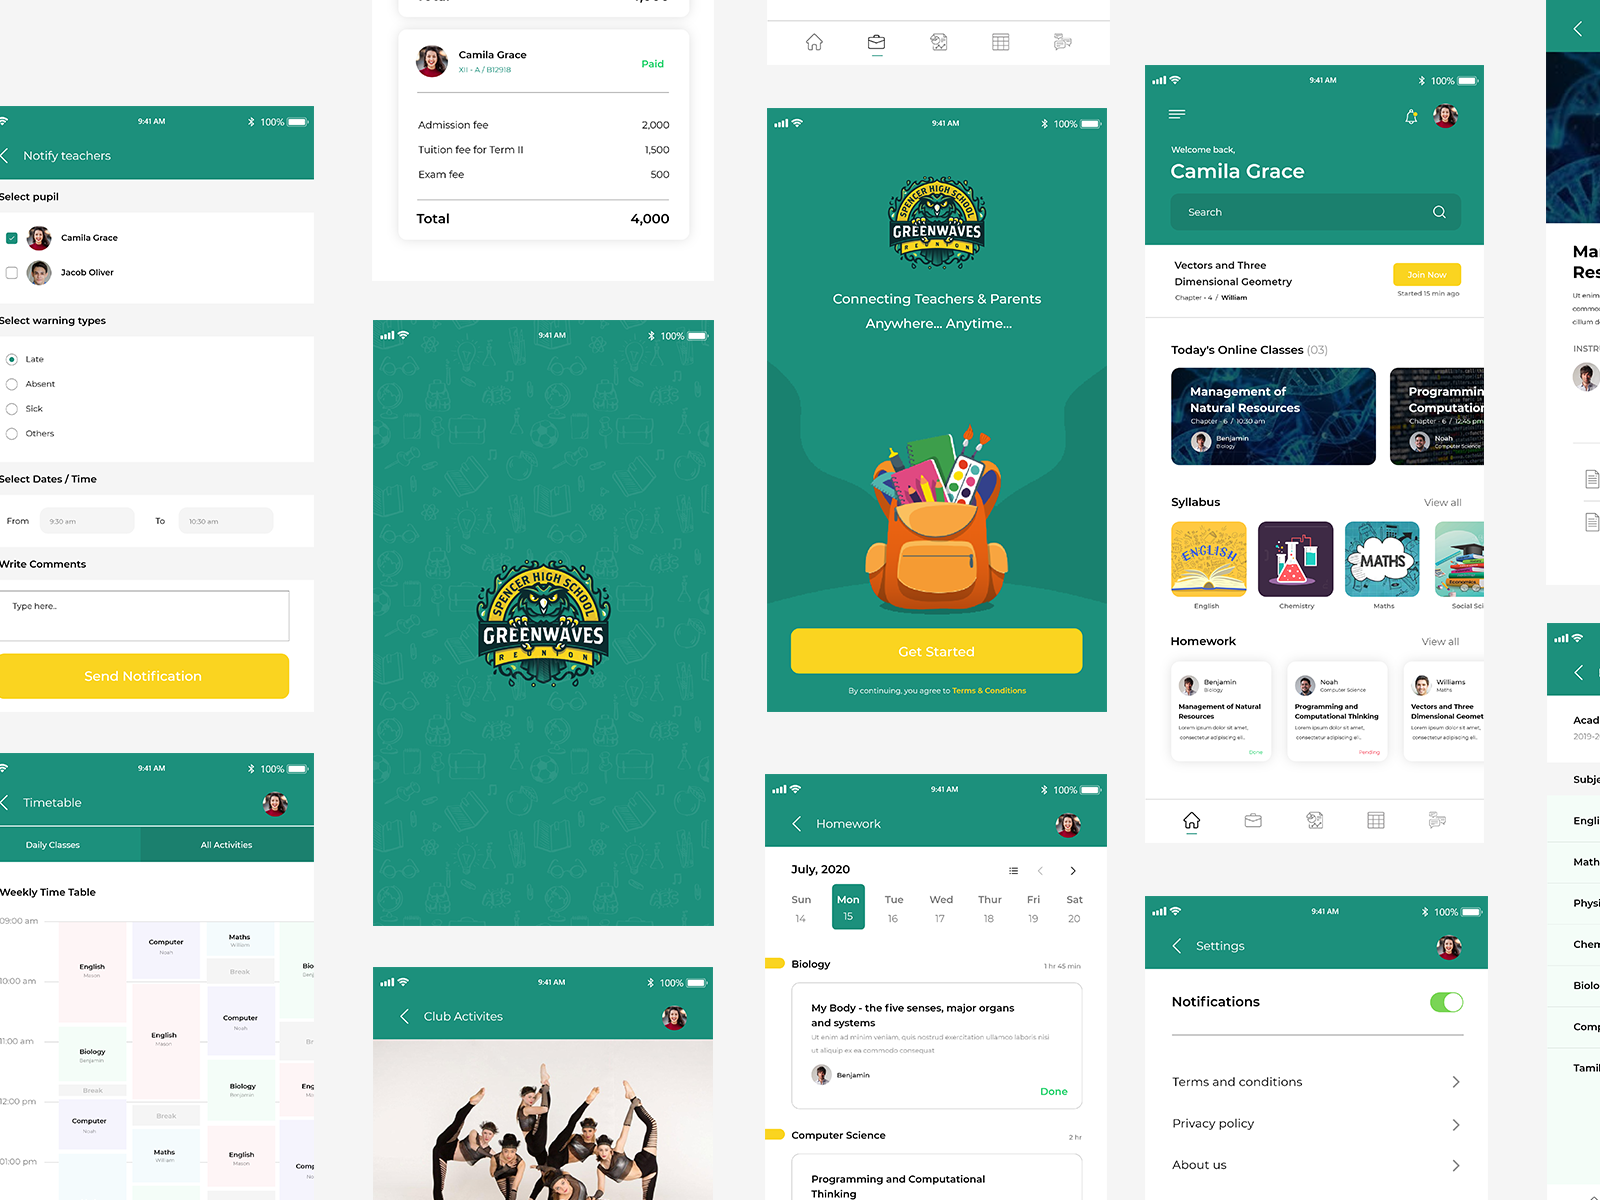 9:41 AM
100%
Notify teachers
Select pupil
Camila Grace
Jacob Oliver
Select warning types
Late
Absent
Sick
Others
Select Dates / Time
From
9:30 am
To
10:30 am
Write Comments
Type here..
Send Notification
9:41 AM
100%
Timetable
Daily Classes
All Activities
Weekly Time Table
09:00 am
10:00 am
11:00 am
12:00 pm
01:00 pm
English
Mason
Biology
Benjamin
Break
Computer
Noah
Computer
Noah
English
Mason
Break
Maths
William
Maths
William
Break
Computer
Noah
Biology
Benjamin
English
Mason
Camila Grace
XII - A / B12918
Paid
Admission fee
2,000
Tuition fee for Term II
1,500
Exam fee
500
Total
4,000
9:41 AM
100%
SPENCER HIGH SCHOOL
GREENWAVES
REUNION
9:41 AM
100%
Club Activites
9:41 AM
100%
SPENCER HIGH SCHOOL
GREENWAVES
REUNION
Connecting Teachers & Parents
Anywhere... Anytime...
Get Started
By continuing, you agree to Terms & Conditions
9:41 AM
100%
Homework
July, 2020
Sun Mon Tue Wed Thur Fri Sat
14 15 16 17 18 19 20
Biology
1 hr 45 min
My Body - the five senses, major organs
and systems
Ut enim ad minim veniam, quis nostrud exercitation ullamco laboris nisi
ut aliquip ex ea commodo consequat
Benjamin
Done
Computer Science
2 hr
Programming and Computational
Thinking
9:41 AM
100%
Welcome back,
Camila Grace
Search
Vectors and Three
Dimensional Geometry
Chapter - 4 / William
Join Now
Started 15 min ago
Today's Online Classes (03)
Management of
Natural Resources
Chapter - 6 / 10:30 am
Benjamin
Biology
Programmin
Computation
Chapter - 6 / 12:45 pm
Noah
Computer Science
Syllabus
View all
ENGLISH
MATHS
Economics
English
Chemistry
Maths
Social Sci
Homework
View all
Benjamin
Biology
Management of Natural
Resources
Lorem ipsum dolor sit amet,
consectetur adipiscing eli..
Done
Noah
Computer Science
Programming and
Computational Thinking
Lorem ipsum dolor sit amet,
consectetur adipiscing eli..
Pending
Williams
Maths
Vectors and Three
Dimensional Geomet
Lorem ipsum dolor sit amet,
consectetur adipiscing eli..
9:41 AM
100%
Settings
Notifications
Terms and conditions
Privacy policy
About us
Ut enim
commo
cillum d
INSTR
Acad
2019-2
Subje
Engli
Math
Physi
Chem
Biolo
Comp
Tamil